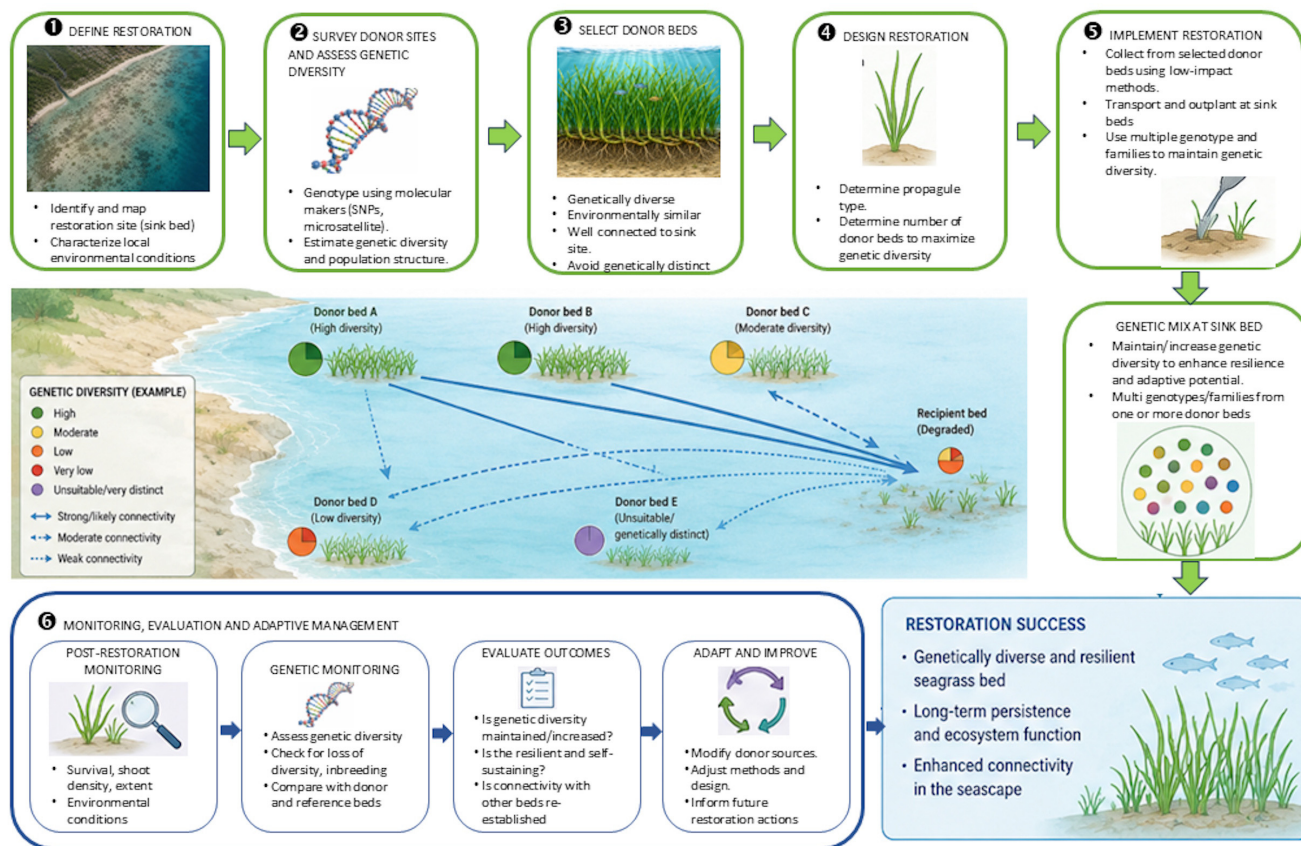 ❶ DEFINE RESTORATION
• Identify and map
restoration site (sink bed)
• Characterize local
environmental conditions
❷ SURVEY DONOR SITES
AND ASSESS GENETIC
DIVERSITY
• Genotype using molecular
makers (SNPs,
microsatellite).
• Estimate genetic diversity
and population structure.
❸ SELECT DONOR BEDS
• Genetically diverse
• Environmentally similar
• Well connected to sink
site.
• Avoid genetically distinct
❹ DESIGN RESTORATION
• Determine propagule
type.
• Determine number of
donor beds to maximize
genetic diversity
❺ IMPLEMENT RESTORATION
• Collect from selected donor
beds using low-impact
methods.
• Transport and outplant at sink
beds
• Use multiple genotype and
families to maintain genetic
diversity.
Donor bed A
(High diversity)
Donor bed B
(High diversity)
Donor bed C
(Moderate diversity)
GENETIC DIVERSITY (EXAMPLE)
High
Moderate
Low
Very low
Unsuitable/very distinct
Strong/likely connectivity
Moderate connectivity
Weak connectivity
Recipient bed
(Degraded)
Donor bed D
(Low diversity)
Donor bed E
(Unsuitable/
genetically distinct)
GENETIC MIX AT SINK BED
• Maintain/increase genetic
diversity to enhance resilience
and adaptive potential.
• Multi genotypes/families from
one or more donor beds
❻ MONITORING, EVALUATION AND ADAPTIVE MANAGEMENT
POST-RESTORATION
MONITORING
• Survival, shoot
density, extent
• Environmental
conditions
GENETIC MONITORING
• Assess genetic diversity
• Check for loss of
diversity, inbreeding
• Compare with donor
and reference beds
EVALUATE OUTCOMES
• Is genetic diversity
maintained/increased?
• Is the resilient and self-
sustaining?
• Is connectivity with
other beds re-
established
ADAPT AND IMPROVE
• Modify donor sources.
• Adjust methods and
design.
• Inform future
restoration actions
RESTORATION SUCCESS
• Genetically diverse and resilient
seagrass bed
• Long-term persistence
and ecosystem function
• Enhanced connectivity
in the seascape